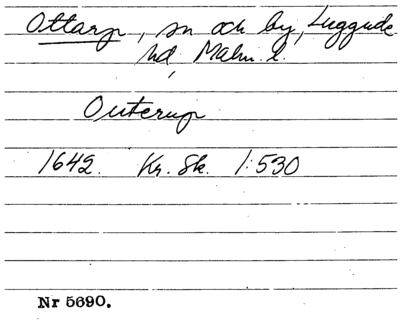 Ottarp, sn och by, Luggude
hd, Malm. l.
Outerup
1642. Kr. Sk. 1:530
Nr 5690.